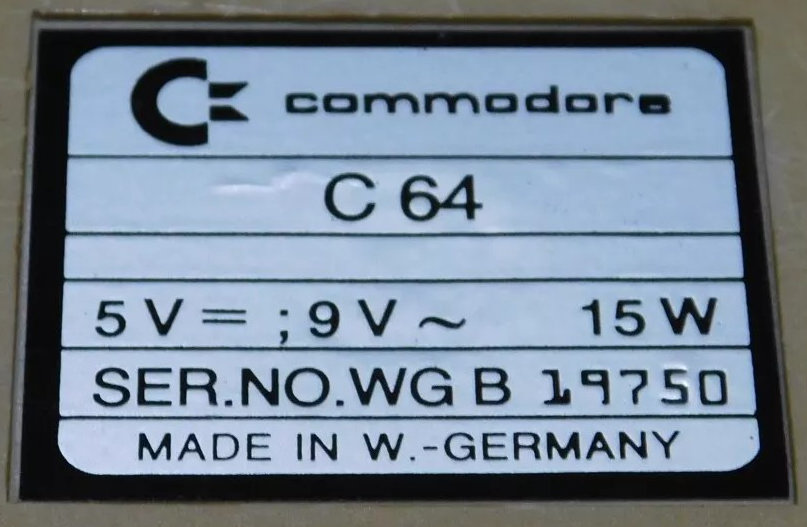 commodore
C 64
5 V = ; 9 V ~ 15 W
SER.NO.WG B 19750
MADE IN W.-GERMANY